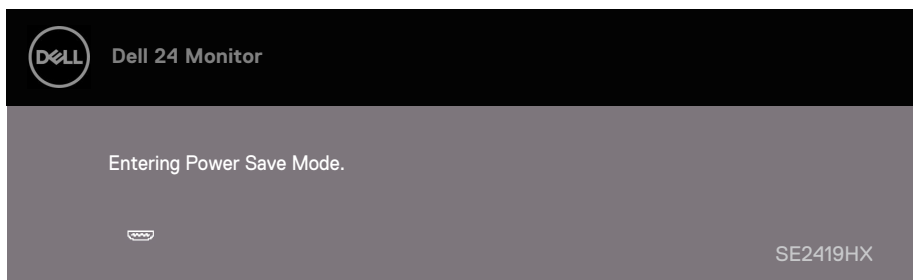 DELL
Dell 24 Monitor
Entering Power Save Mode.
SE2419HX